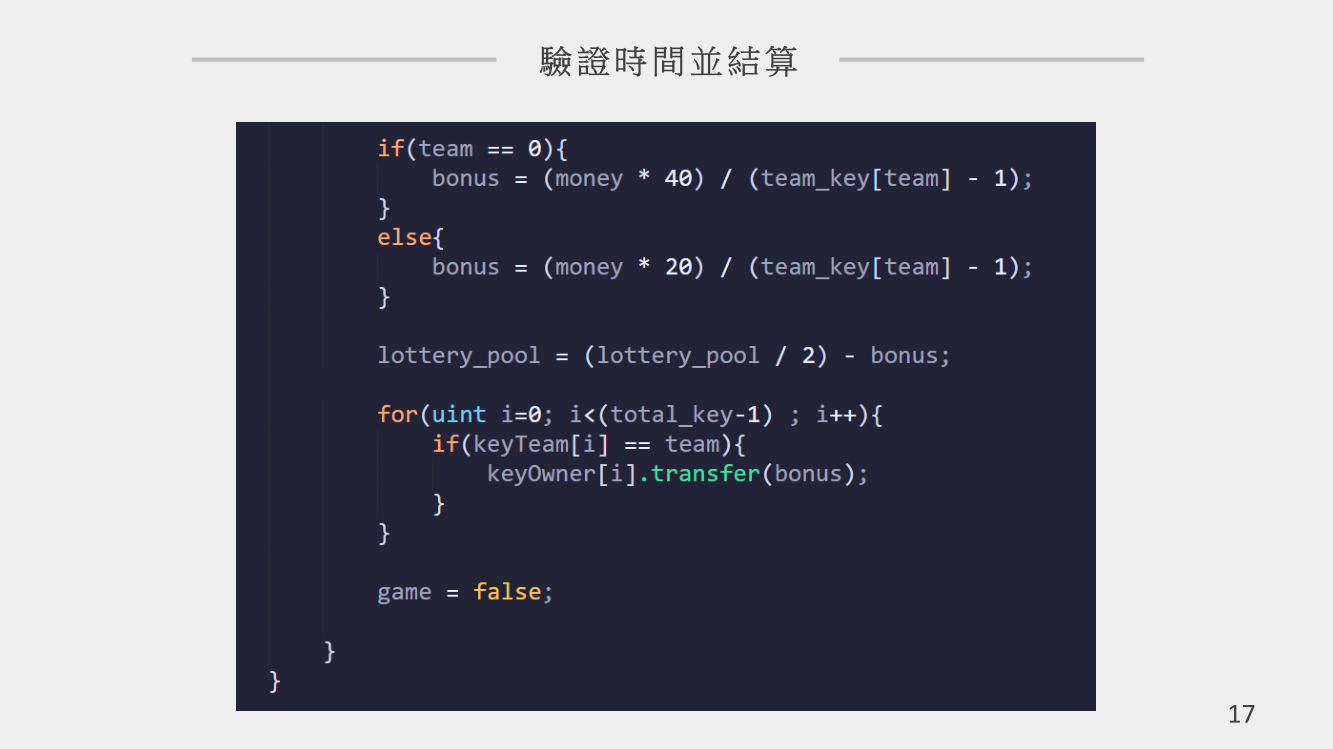 驗證時間並結算
if(team == 0){
bonus = (money * 40) / (team_key[team] - 1);
}
else{
bonus = (money * 20) / (team_key[team] - 1);
}
lottery_pool = (lottery_pool / 2) - bonus;
for(uint i=0; i<(total_key-1) ; i++){
if(keyTeam[i] == team){
keyOwner[i].transfer(bonus);
}
}
game = false;
}
}
17